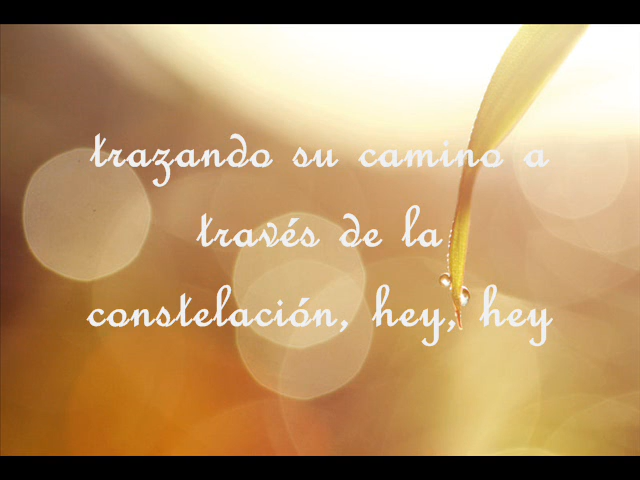 trazando su camino a
través de la
constelación, hey, hey